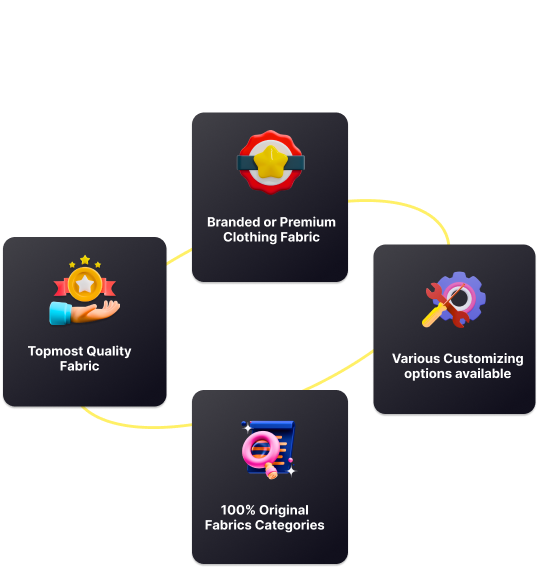 Branded or Premium
Clothing Fabric
Topmost Quality
Fabric
Various Customizing
options available
100% Original
Fabrics Categories